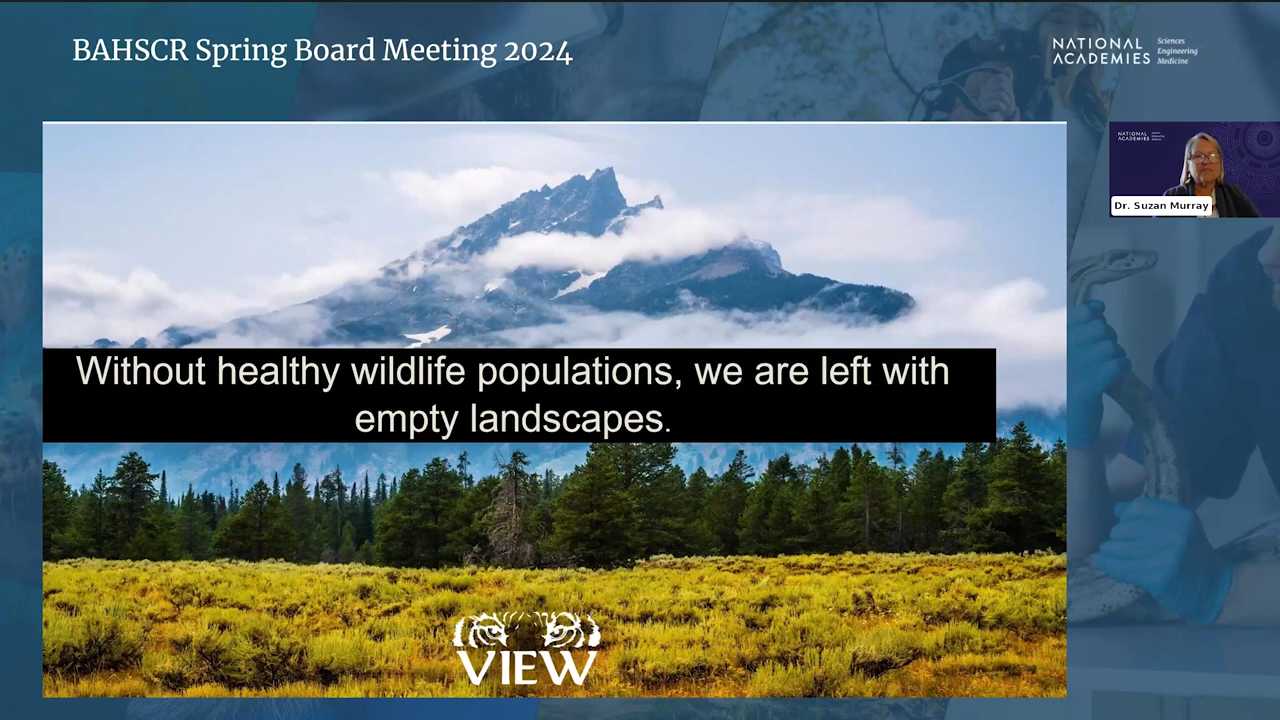 BAHSCR Spring Board Meeting 2024
NATIONAL
ACADEMIES
Sciences
Engineering
Medicine
NATIONAL
ACADEMIES
Dr. Suzan Murray
Without healthy wildlife populations, we are left with
empty landscapes.
VIEW